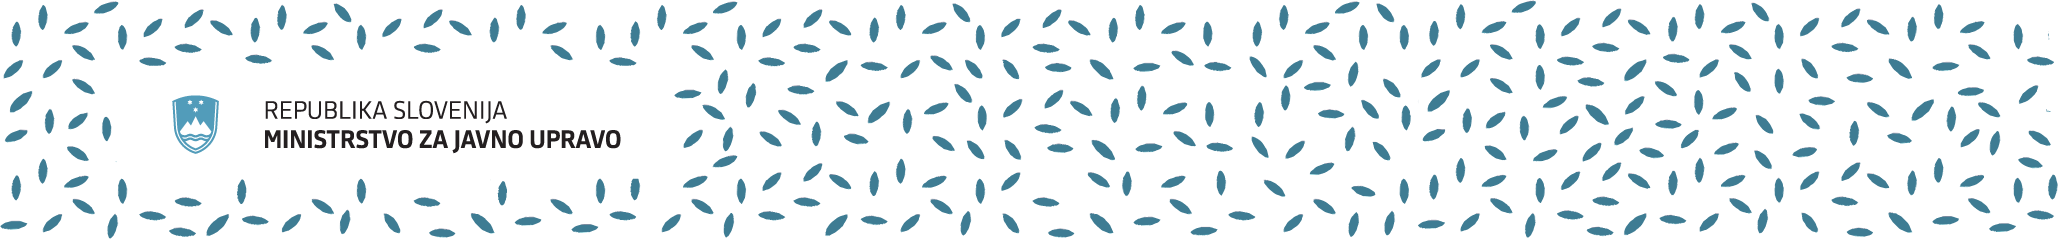 REPUBLIKA SLOVENIJA
MINISTRSTVO ZA JAVNO UPRAVO